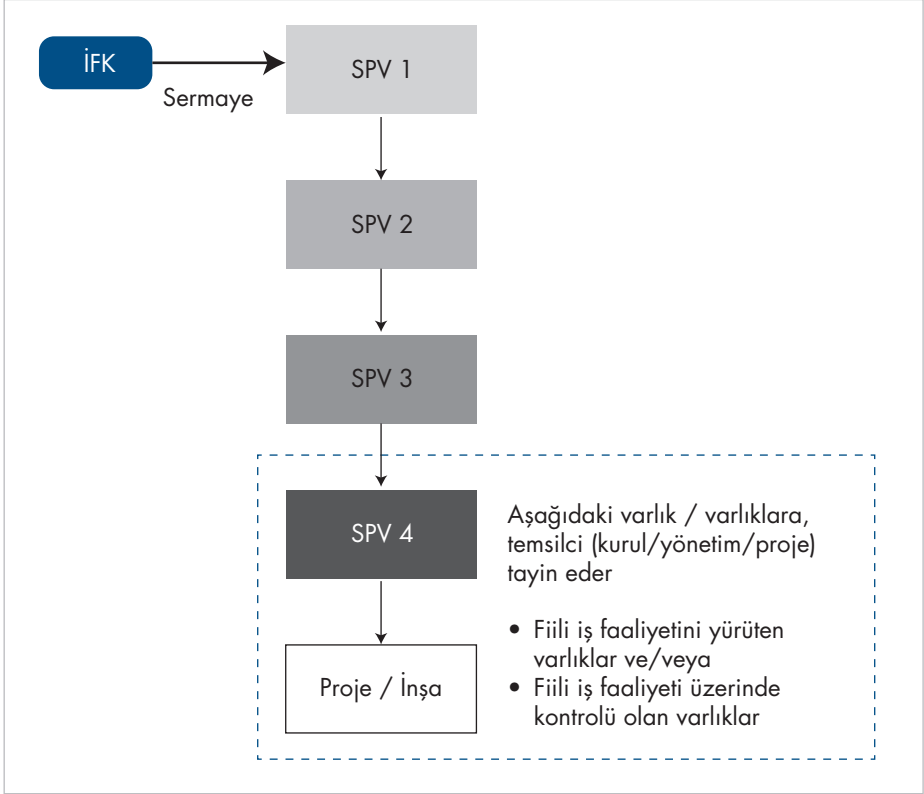 İFK
Sermaye
SPV 1
SPV 2
SPV 3
SPV 4
Proje / İnşa
Aşağıdaki varlık / varlıklara,
temsilci (kurul/yönetim/proje)
tayin eder
• Fiili iş faaliyetini yürüten
varlıklar ve/veya
• Fiili iş faaliyeti üzerinde
kontrolü olan varlıklar